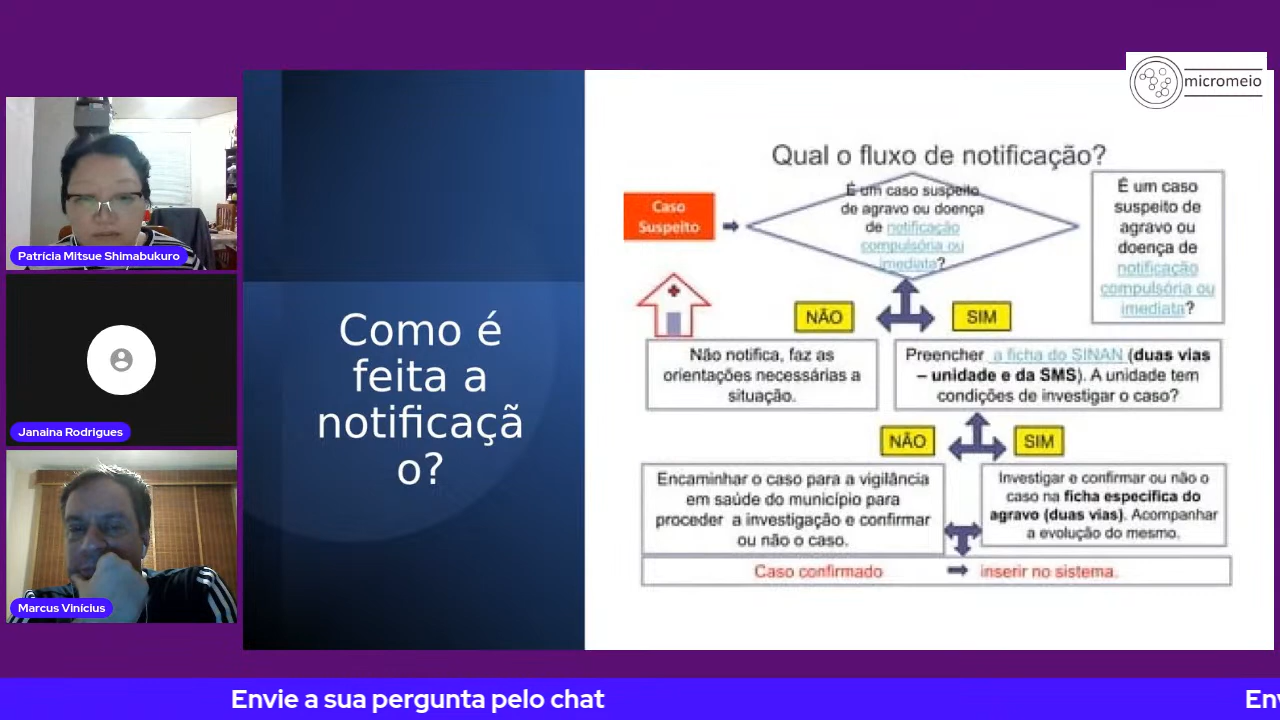 micromeio
Patrícia Mitsue Shimabukuro
Janaina Rodrigues
Marcus Vinícius
Como é
feita a
notificaçã
o?
Qual o fluxo de notificação?
Caso
Suspeito
É um caso suspeito
de agravo ou doença
de notificação
compulsória ou
imediata?
É um caso
suspeito de
agravo ou
doença de
notificação
compulsória ou
imediata?
NÃO
SIM
Não notifica, faz as
orientações necessárias a
situação.
Preencher a ficha do SINAN (duas vias
– unidade e da SMS). A unidade tem
condições de investigar o caso?
NÃO
SIM
Encaminhar o caso para a vigilância
em saúde do município para
proceder a investigação e confirmar
ou não o caso.
Investigar e confirmar ou não o
caso na ficha específica do
agravo (duas vias). Acompanhar
a evolução do mesmo.
Caso confirmado
inserir no sistema.
Envie a sua pergunta pelo chat
Env